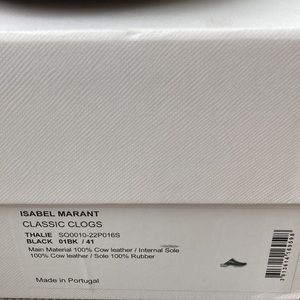 ISABEL MARANT
CLASSIC CLOGS
THALIE SO0010-22P016S
BLACK 01BK / 41
Main Material 100% Cow leather / Internal Sole
100% Cow leather / Sole 100% Rubber
Made in Portugal